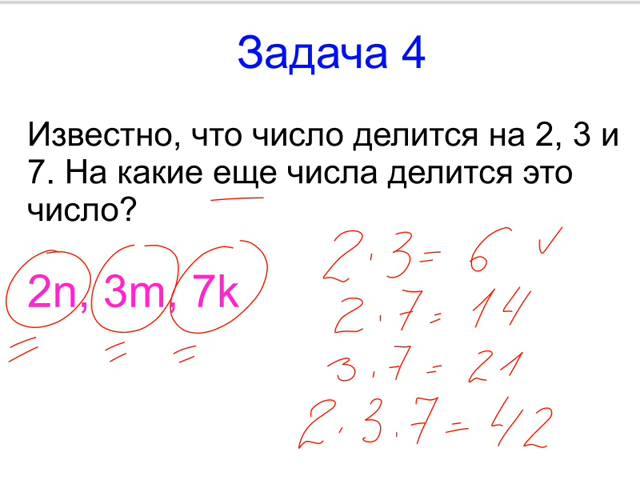 Задача 4
Известно, что число делится на 2, 3 и
7. На какие еще числа делится это
число?
2n, 3m, 7k
= = =
2 · 3 = 6 ✓
2 · 7 = 14
3 · 7 = 21
2 · 3 · 7 = 42